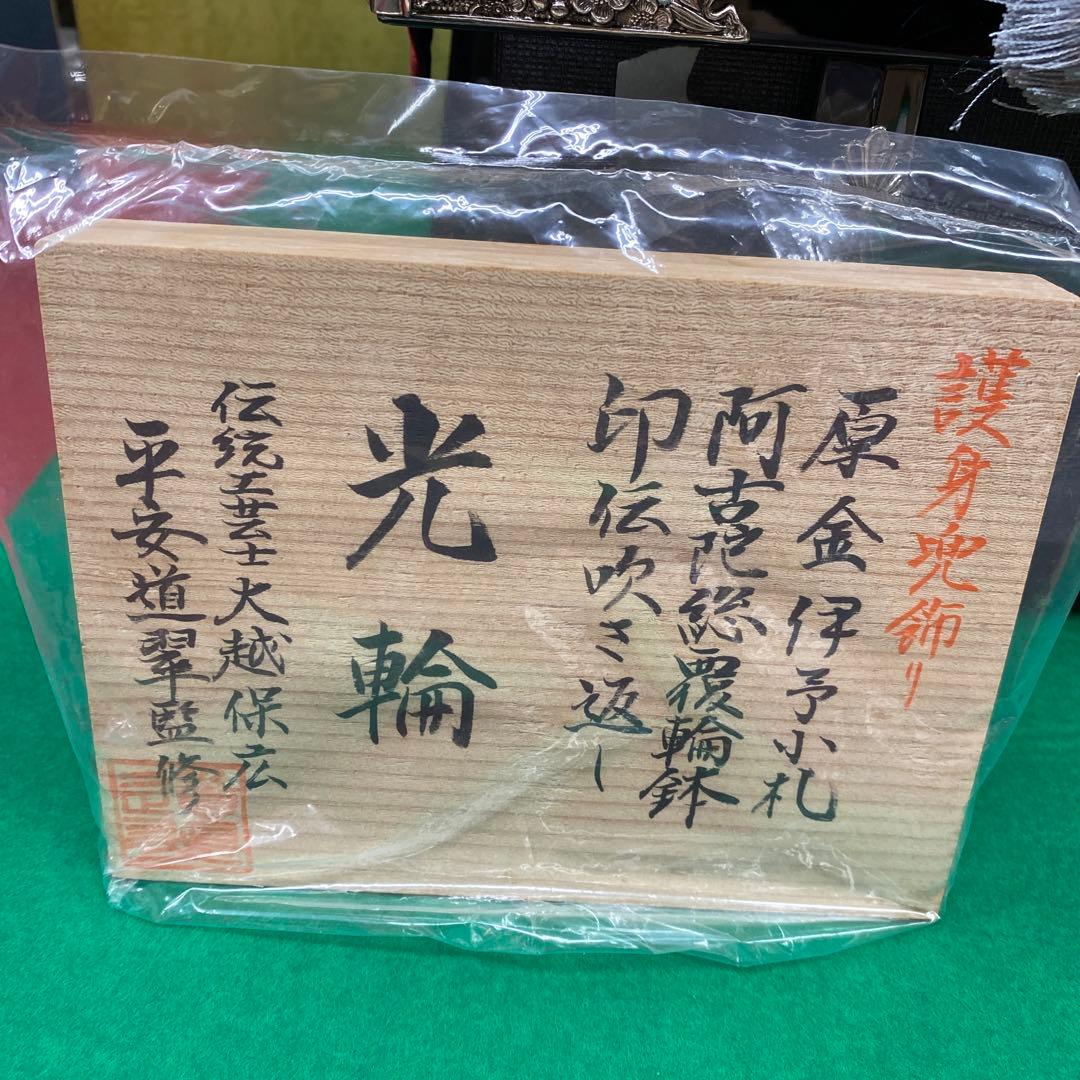 護身兜飾り
原金伊予小札
阿古陀総覆輪鉢
印伝吹き返し
光輪
伝統工芸士大越保広
平安道翠監修